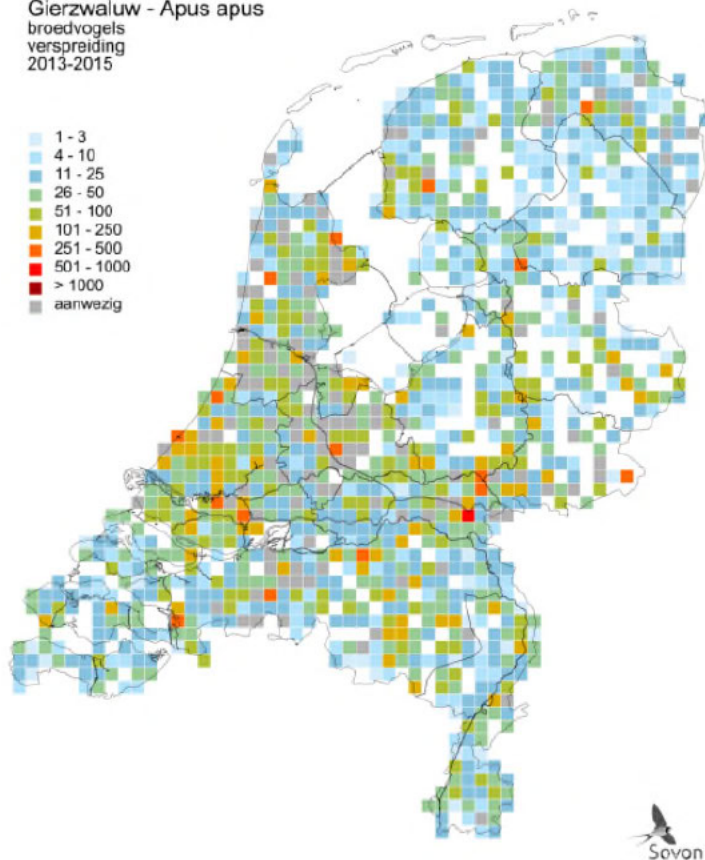 Gierzwaluw - Apus apus
broedvogels
verspreiding
2013-2015
1 - 3
4 - 10
11 - 25
26 - 50
51 - 100
101 - 250
251 - 500
501 - 1000
> 1000
aanwezig
Sovon